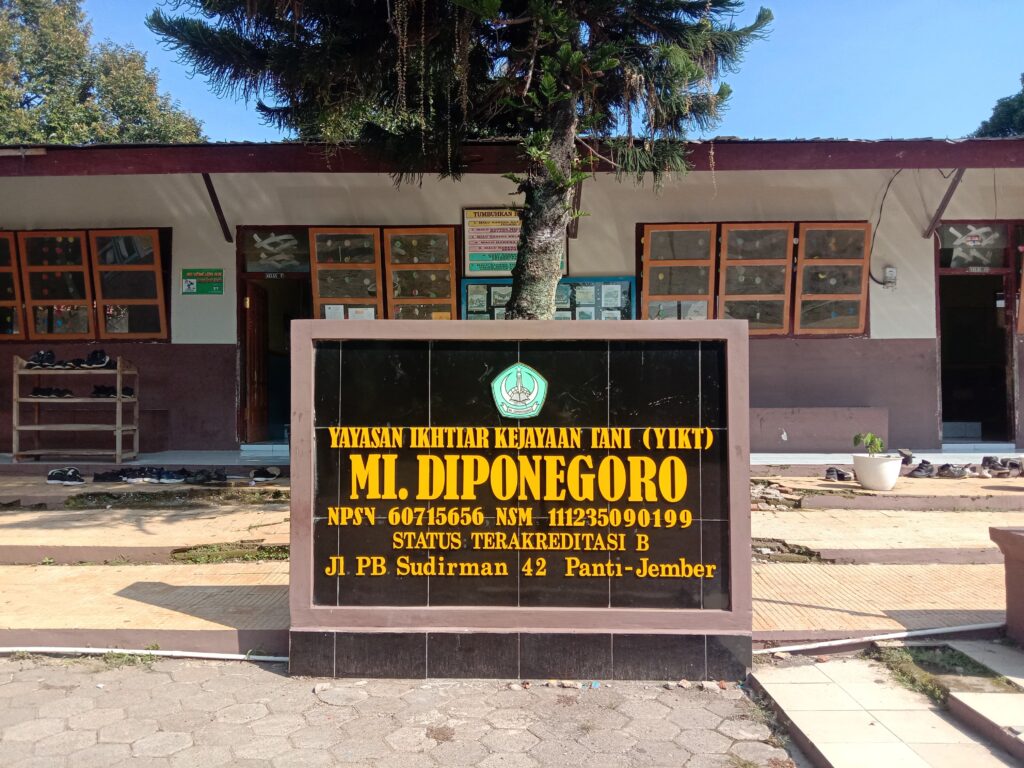 TUMBUHKAN
YAYASAN IKHTIAR KEJAYAAN TANI (YIKT)
MI. DIPONEGORO
NPSN 60715656 NSM 111235090199
STATUS TERAKREDITASI B
Jl PB Sudirman 42 Panti-Jember